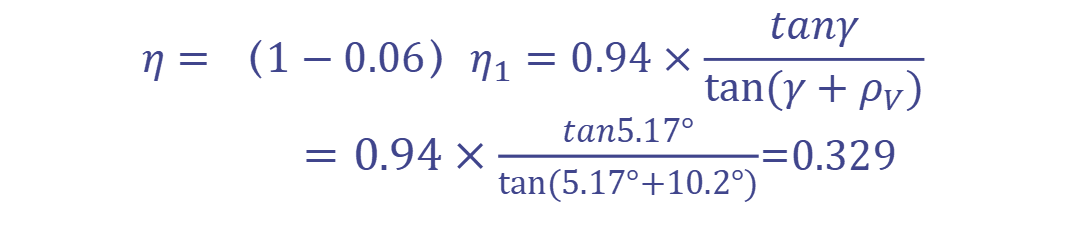 η = (1 − 0.06) η₁ = 0.94 × tanγ / tan(γ + ρ_V)
= 0.94 × tan5.17° / tan(5.17°+10.2°) =0.329